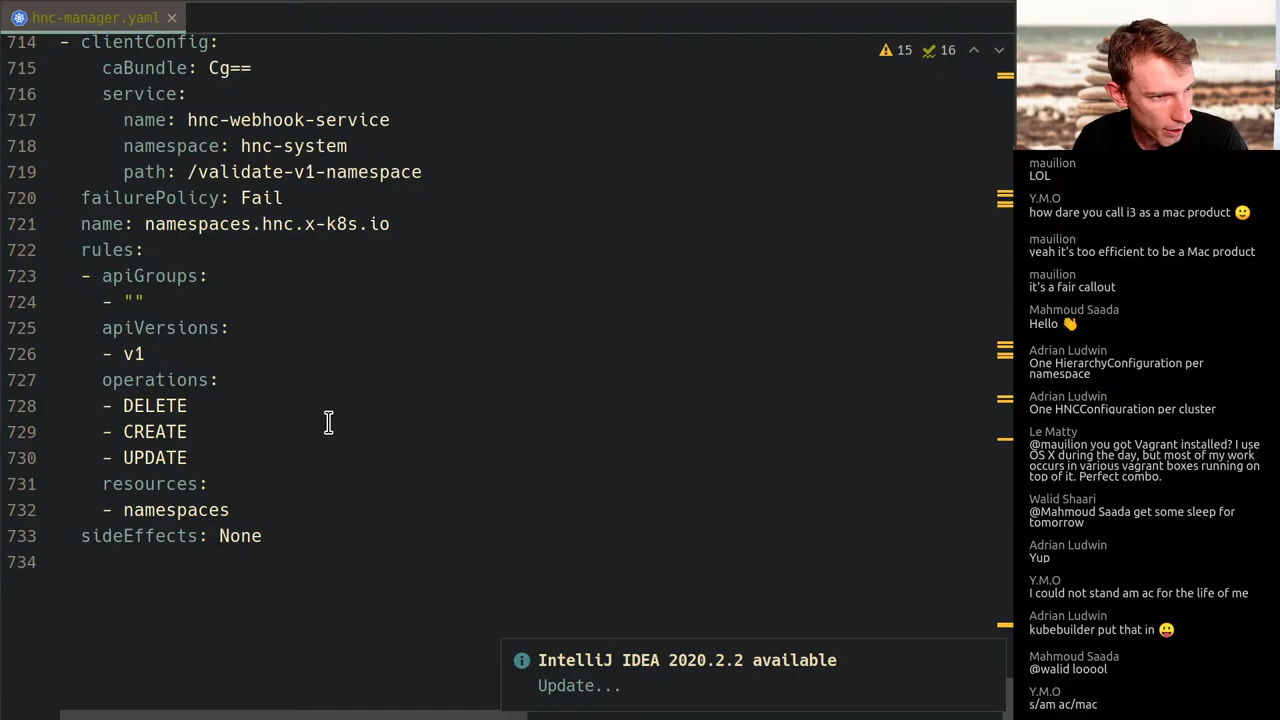 hnc-manager.yaml
714 - clientConfig:
715 caBundle: Cg==
716 service:
717 name: hnc-webhook-service
718 namespace: hnc-system
719 path: /validate-v1-namespace
720 failurePolicy: Fail
721 name: namespaces.hnc.x-k8s.io
722 rules:
723 - apiGroups:
724 - ""
725 apiVersions:
726 - v1
727 operations:
728 - DELETE
729 - CREATE
730 - UPDATE
731 resources:
732 - namespaces
733 sideEffects: None
734
15 16
IntelliJ IDEA 2020.2.2 available
Update...
mauilion
LOL
Y.M.O
how dare you call i3 as a mac product 🙂
mauilion
yeah it's too efficient to be a Mac product
mauilion
it's a fair callout
Mahmoud Saada
Hello 👋
Adrian Ludwin
One HierarchyConfiguration per
namespace
Adrian Ludwin
One HNCConfiguration per cluster
Le Matty
@mauilion you got Vagrant installed? I use
OS X during the day, but most of my work
occurs in various vagrant boxes running on
top of it. Perfect combo.
Walid Shaari
@Mahmoud Saada get some sleep for
tomorrow
Adrian Ludwin
Yup
Y.M.O
I could not stand am ac for the life of me
Adrian Ludwin
kubebuilder put that in 😛
Mahmoud Saada
@walid looool
Y.M.O
s/am ac/mac